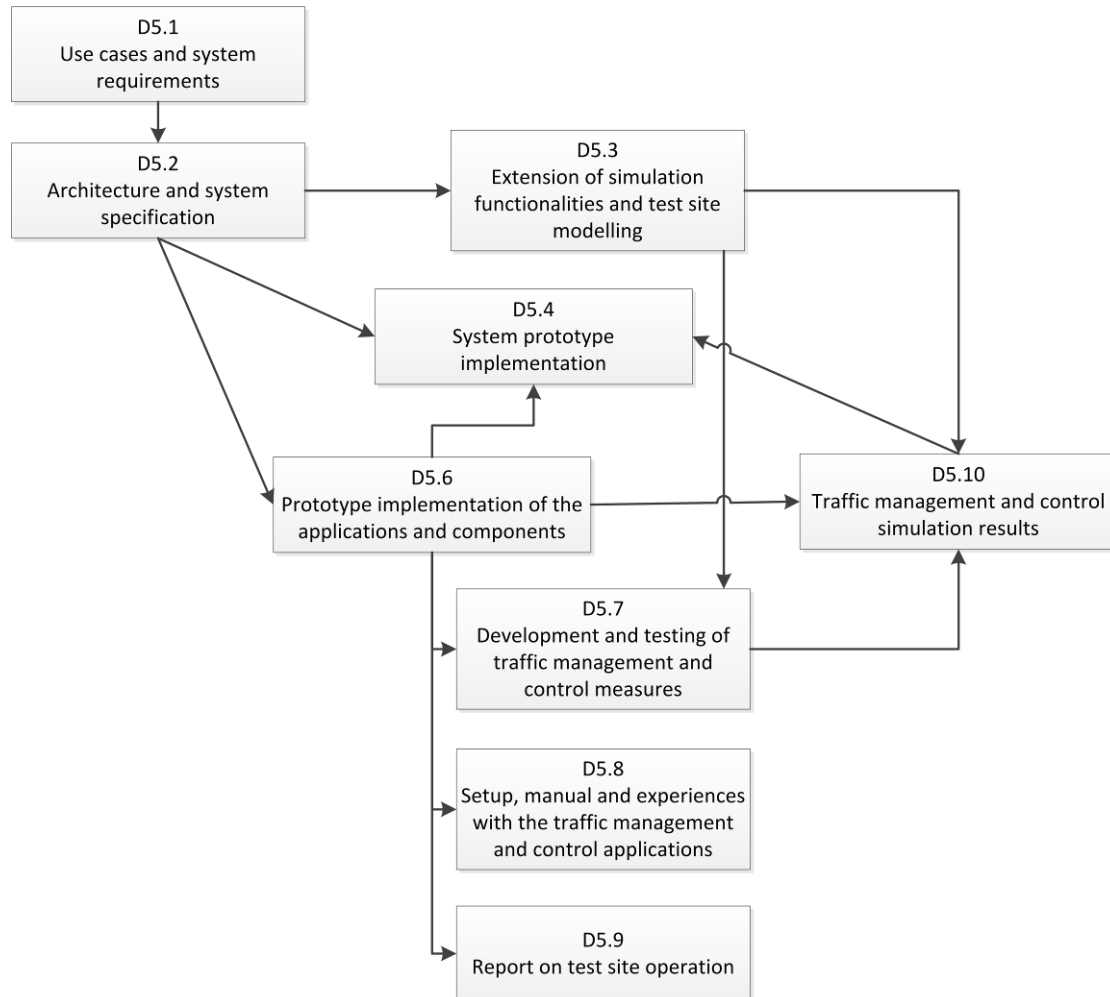 D5.1
Use cases and system
requirements
D5.2
Architecture and system
specification
D5.3
Extension of simulation
functionalities and test site
modelling
D5.4
System prototype
implementation
D5.6
Prototype implementation of the
applications and components
D5.10
Traffic management and control
simulation results
D5.7
Development and testing of
traffic management and
control measures
D5.8
Setup, manual and experiences
with the traffic management
and control applications
D5.9
Report on test site operation